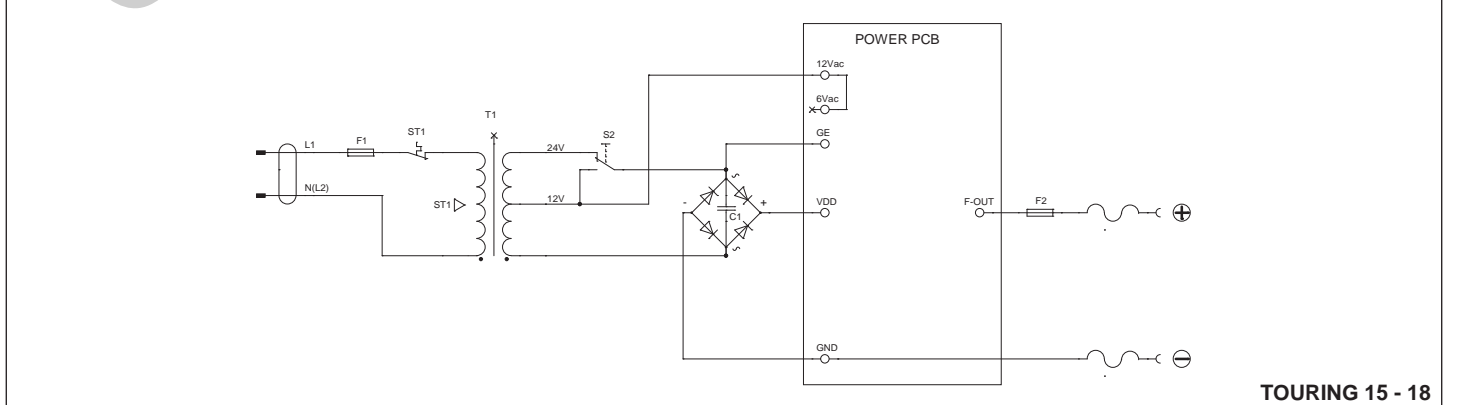 POWER PCB
12Vac
6Vac
T1
GE
ST1
S2
F1
L1
24V
N(L2)
ST1
12V
-
+
C1
VDD
F-OUT
F2
GND
TOURING 15 - 18